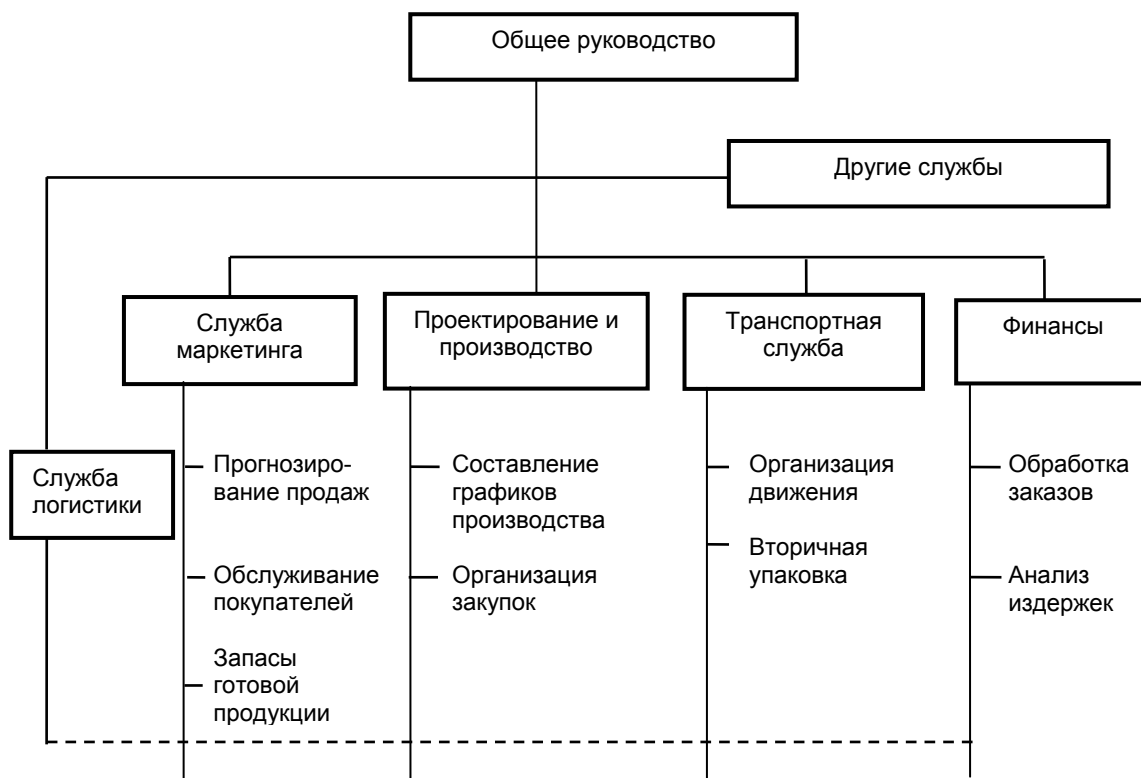 Общее руководство
Другие службы
Служба
маркетинга
Проектирование и
производство
Транспортная
служба
Финансы
Служба
логистики
Прогнозиро-
вание продаж
Обслуживание
покупателей
Запасы
готовой
продукции
Составление
графиков
производства
Организация
закупок
Организация
движения
Вторичная
упаковка
Обработка
заказов
Анализ
издержек